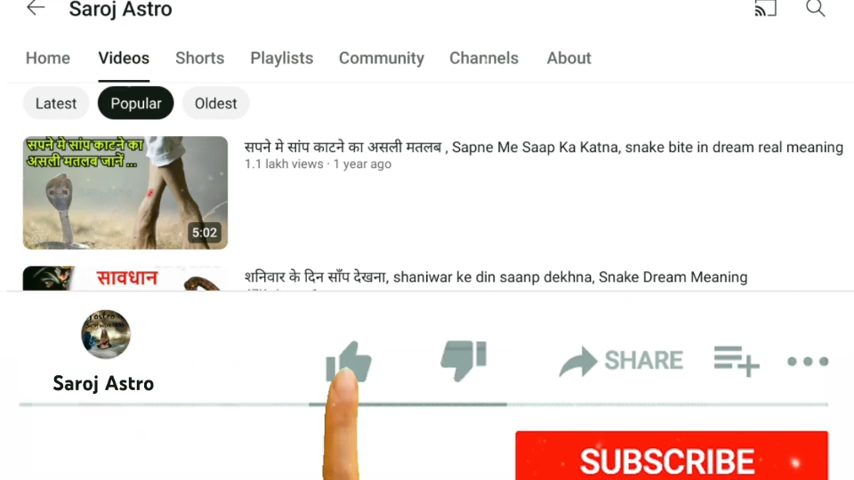 Saroj Astro
Home Videos Shorts Playlists Community Channels About
Latest Popular Oldest
सपने मे सांप काटने का
असली मतलब जानें ...
5:02
सपने मे सांप काटने का असली मतलब , Sapne Me Saap Ka Katna, snake bite in dream real meaning
1.1 lakh views · 1 year ago
सावधान
शनिवार के दिन साँप देखना, shaniwar ke din saanp dekhna, Snake Dream Meaning
Saroj Astro
SHARE
SUBSCRIBE